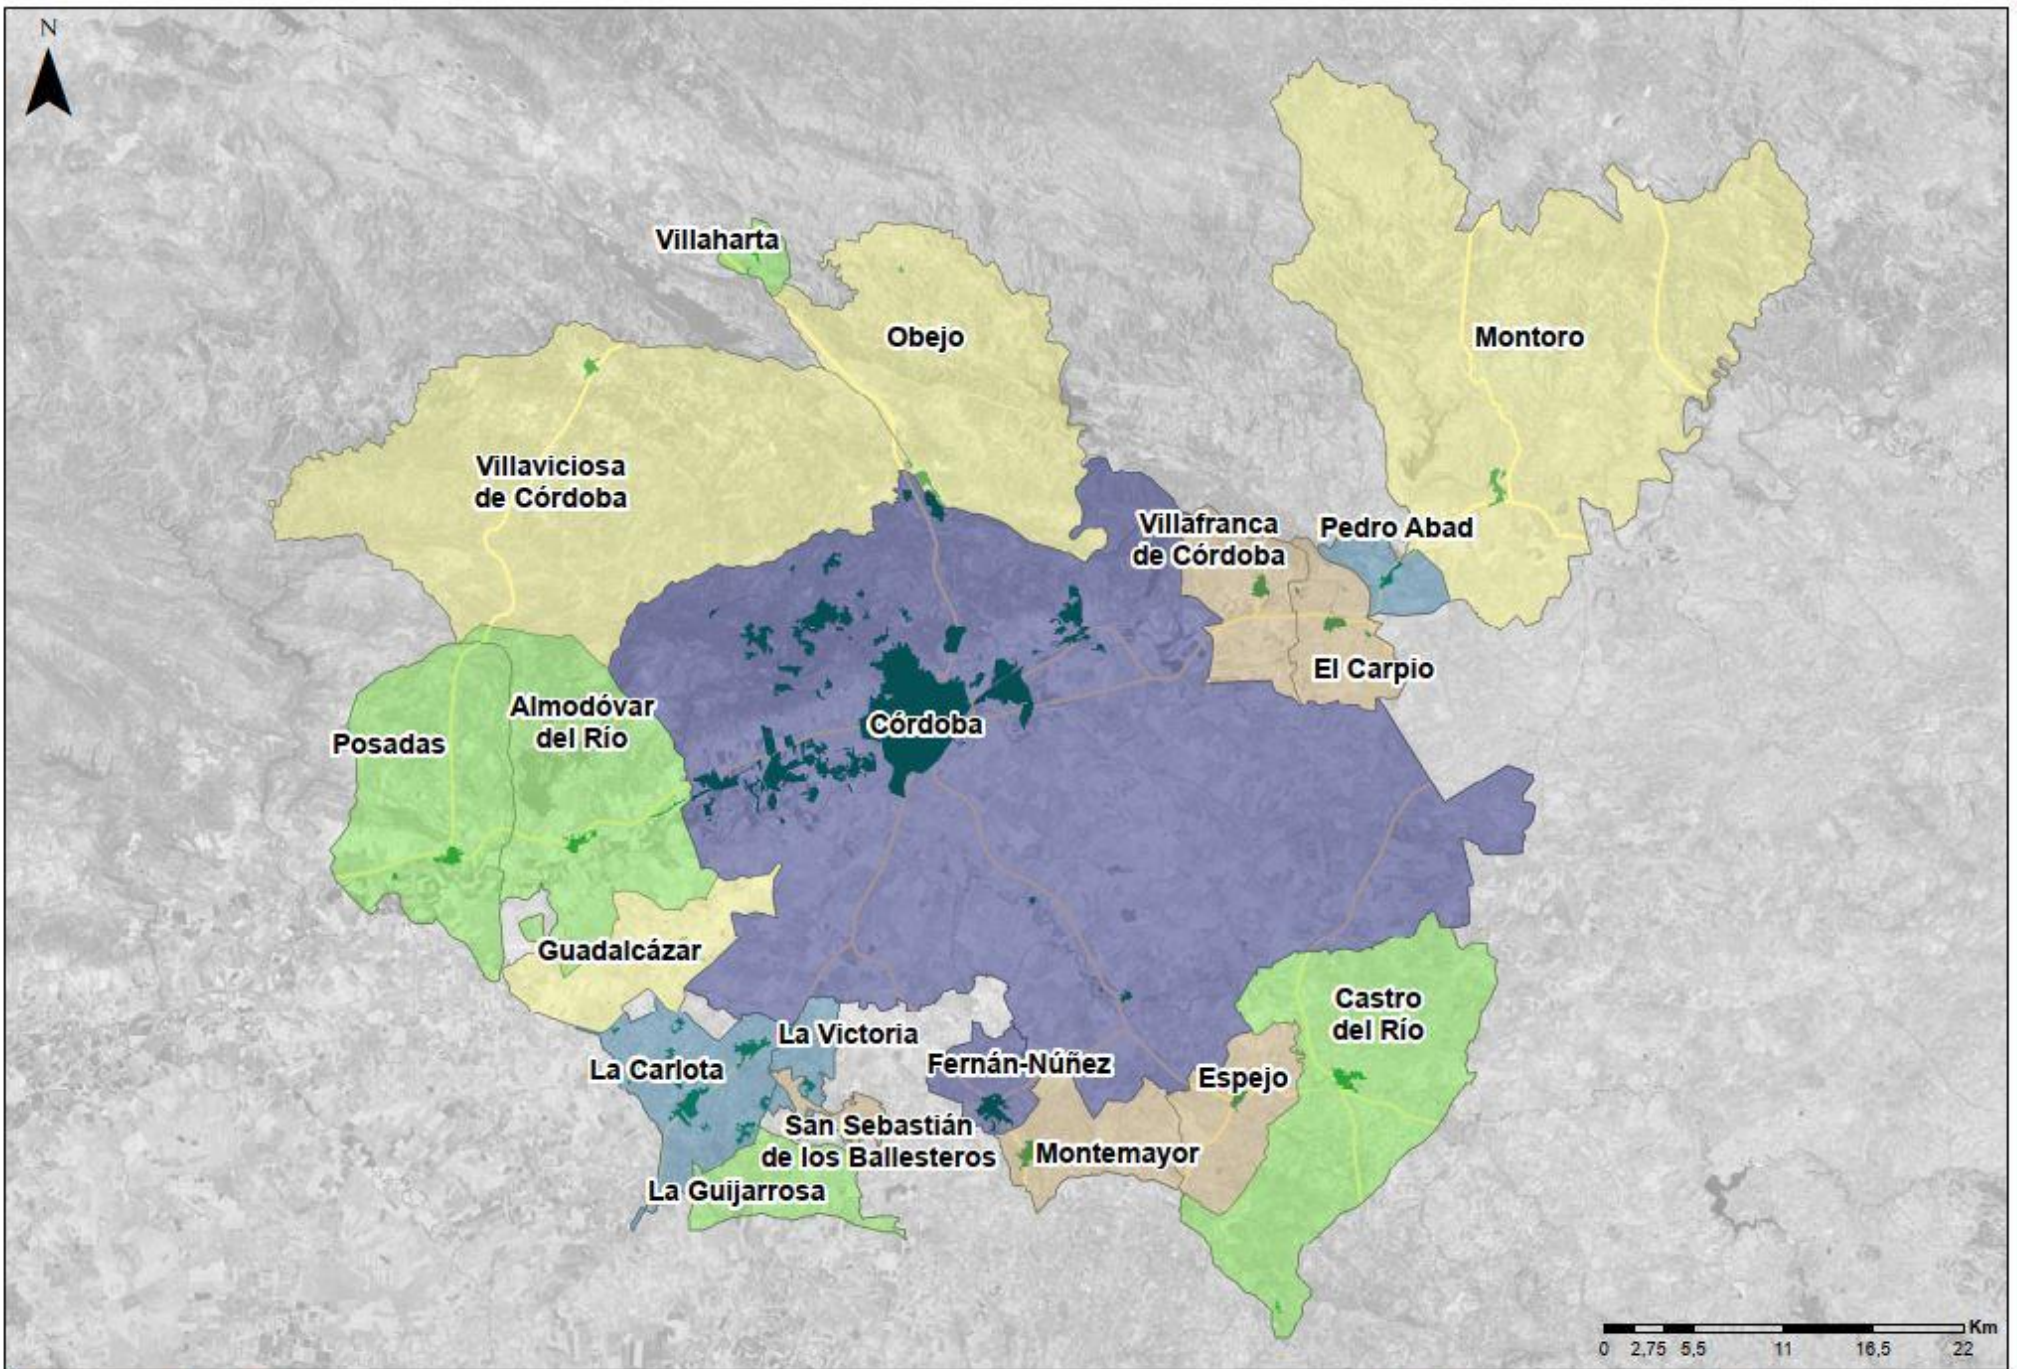 N
Villaharta
Obejo
Montoro
Villaviciosa
de Córdoba
Villafranca
de Córdoba
Pedro Abad
El Carpio
Almodóvar
del Río
Posadas
Córdoba
Guadalcázar
Castro
del Río
La Victoria
La Carlota
Fernán-Núñez
Espejo
San Sebastián
de los Ballesteros
Montemayor
La Guijarrosa
Km
0 2,75 5,5 11 16,5 22